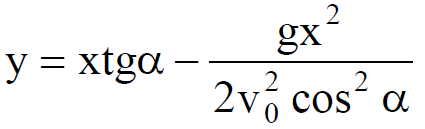 y = xtgα − gx² / 2v₀² cos² α